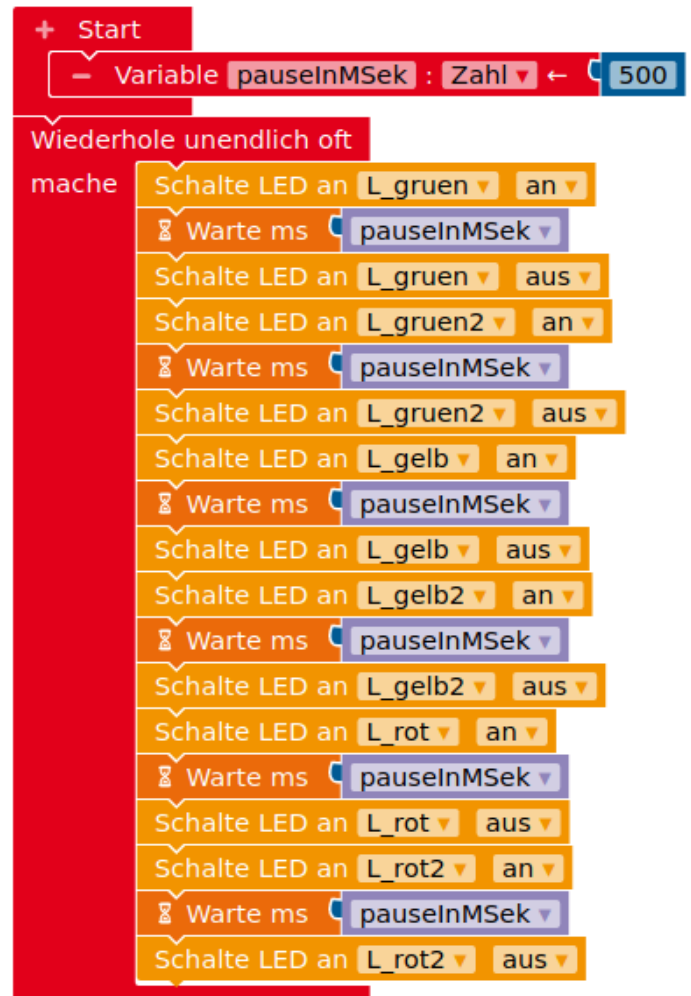 + Start
− Variable pauseInMSek : Zahl ← 500
Wiederhole unendlich oft
mache Schalte LED an L_gruen an
Warte ms pauseInMSek
Schalte LED an L_gruen aus
Schalte LED an L_gruen2 an
Warte ms pauseInMSek
Schalte LED an L_gruen2 aus
Schalte LED an L_gelb an
Warte ms pauseInMSek
Schalte LED an L_gelb aus
Schalte LED an L_gelb2 an
Warte ms pauseInMSek
Schalte LED an L_gelb2 aus
Schalte LED an L_rot an
Warte ms pauseInMSek
Schalte LED an L_rot aus
Schalte LED an L_rot2 an
Warte ms pauseInMSek
Schalte LED an L_rot2 aus